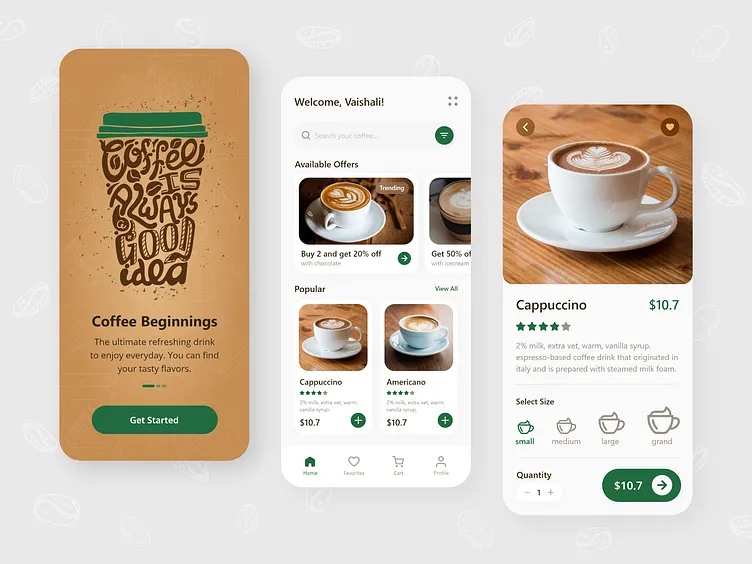 Coffee
IS
Always
a
GOOD
idea
Coffee Beginnings
The ultimate refreshing drink
to enjoy everyday. You can find
your tasty flavors.
Get Started
Welcome, Vaishali!
Search your coffee...
Available Offers
Trending
Buy 2 and get 20% off
with chocolate
Get 50% of
with icecream
Popular
View All
Cappuccino
2% milk, extra vet, warm,
vanilla syrup.
$10.7
Americano
2% milk, extra vet, warm,
vanilla syrup.
$10.7
Home
Favorites
Cart
Profile
Cappuccino
$10.7
2% milk, extra vet, warm, vanilla syrup.
espresso-based coffee drink that originated in
italy and is prepared with steamed milk foam.
Select Size
small
medium
large
grand
Quantity
− 1 +
$10.7